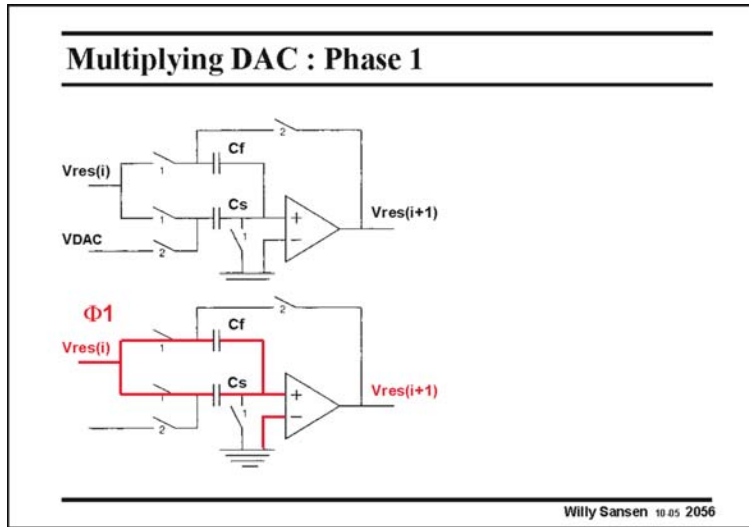 Multiplying DAC : Phase 1
2
Cf
Vres(i)
1
Cs
+
Vres(i+1)
1
1
−
VDAC
2
Φ1
2
Cf
Vres(i)
1
Cs
+
Vres(i+1)
1
1
−
2
Willy Sansen 10-05 2056